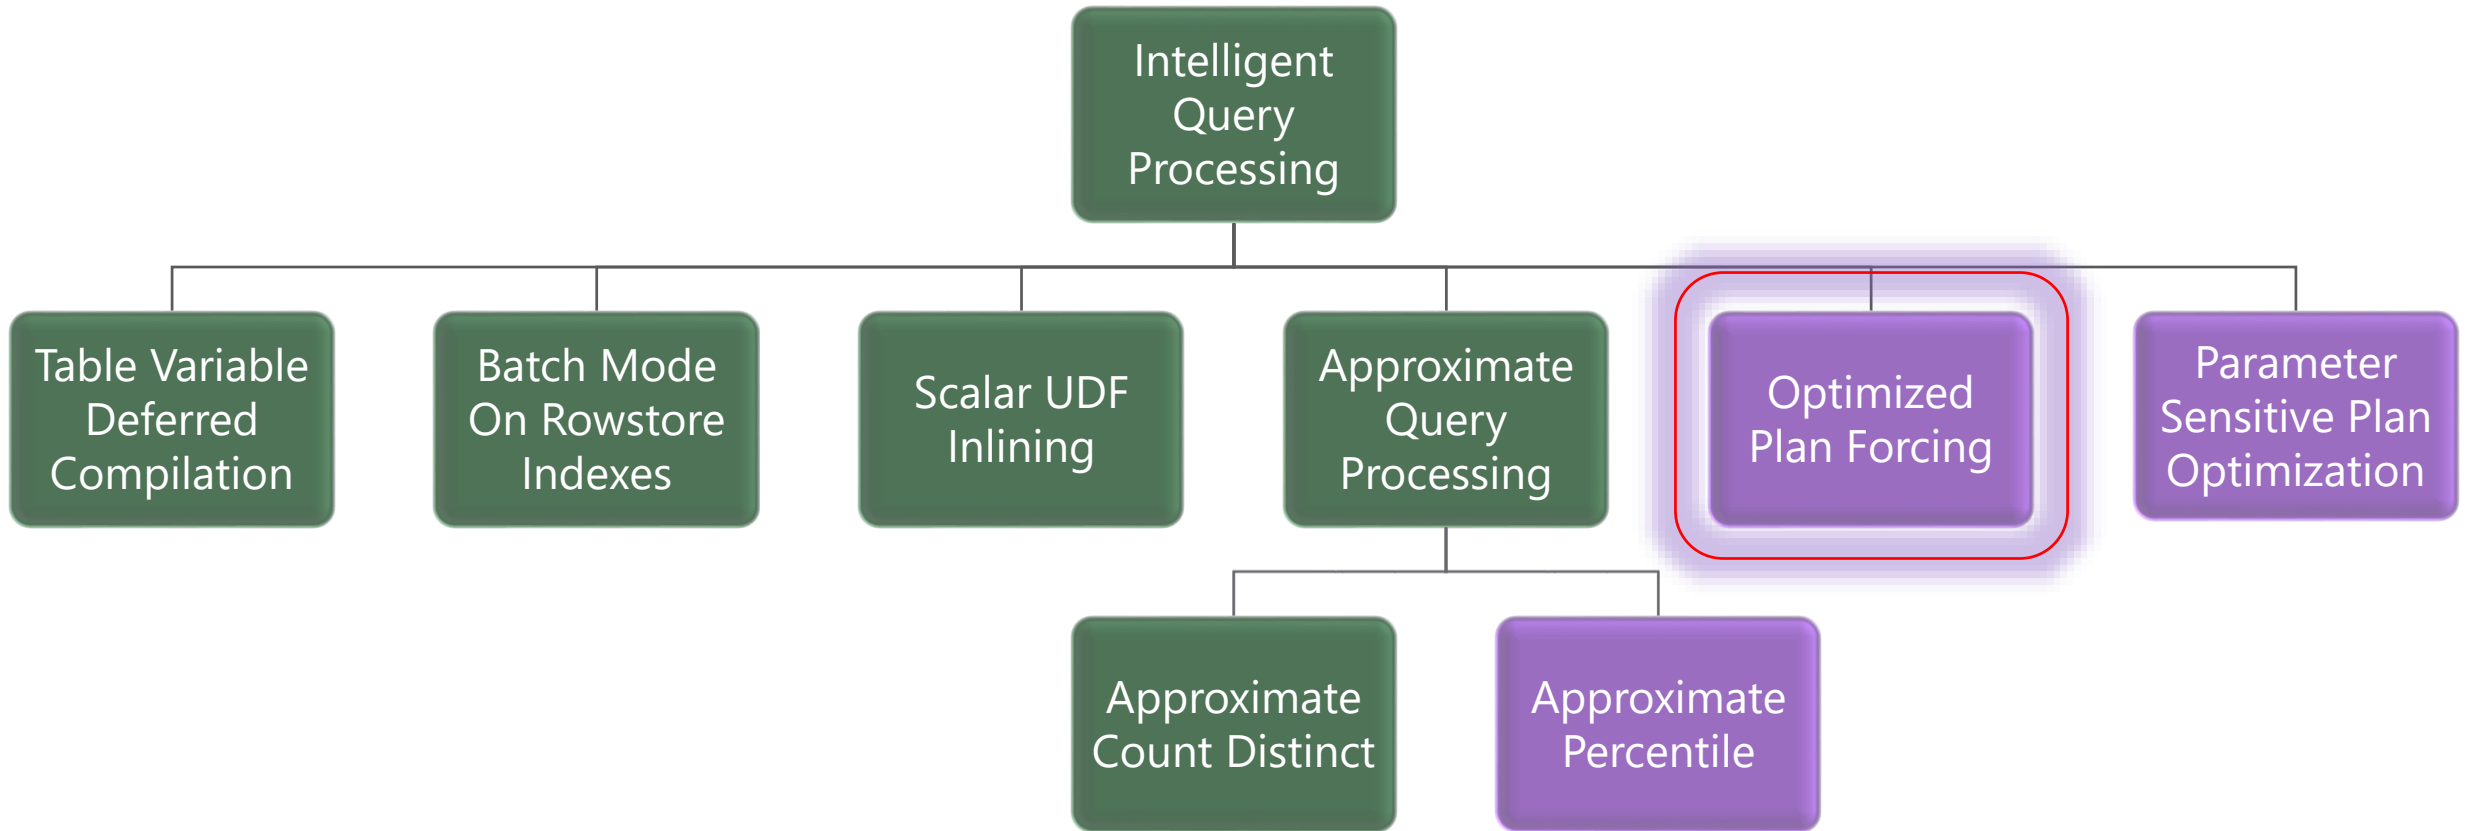 Intelligent
Query
Processing
Table Variable
Deferred
Compilation
Batch Mode
On Rowstore
Indexes
Scalar UDF
Inlining
Approximate
Query
Processing
Optimized
Plan Forcing
Parameter
Sensitive Plan
Optimization
Approximate
Count Distinct
Approximate
Percentile